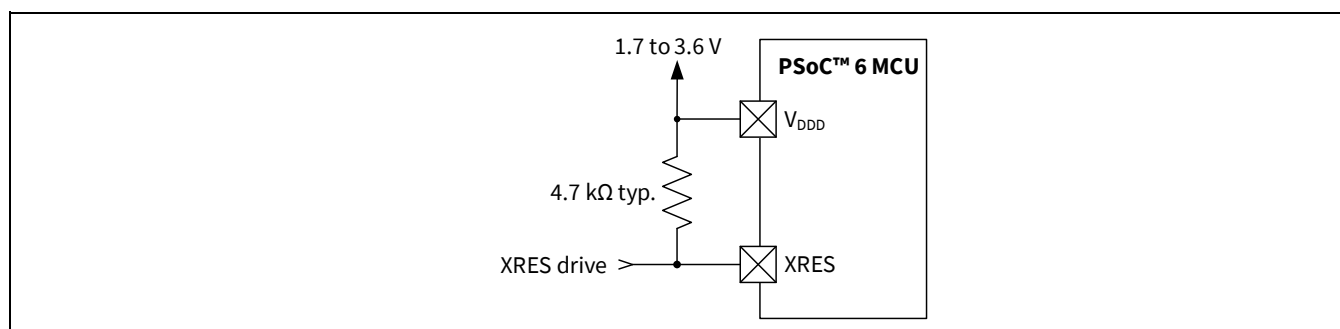 1.7 to 3.6 V
PSoC™ 6 MCU
VDDD
4.7 kΩ typ.
XRES drive
XRES